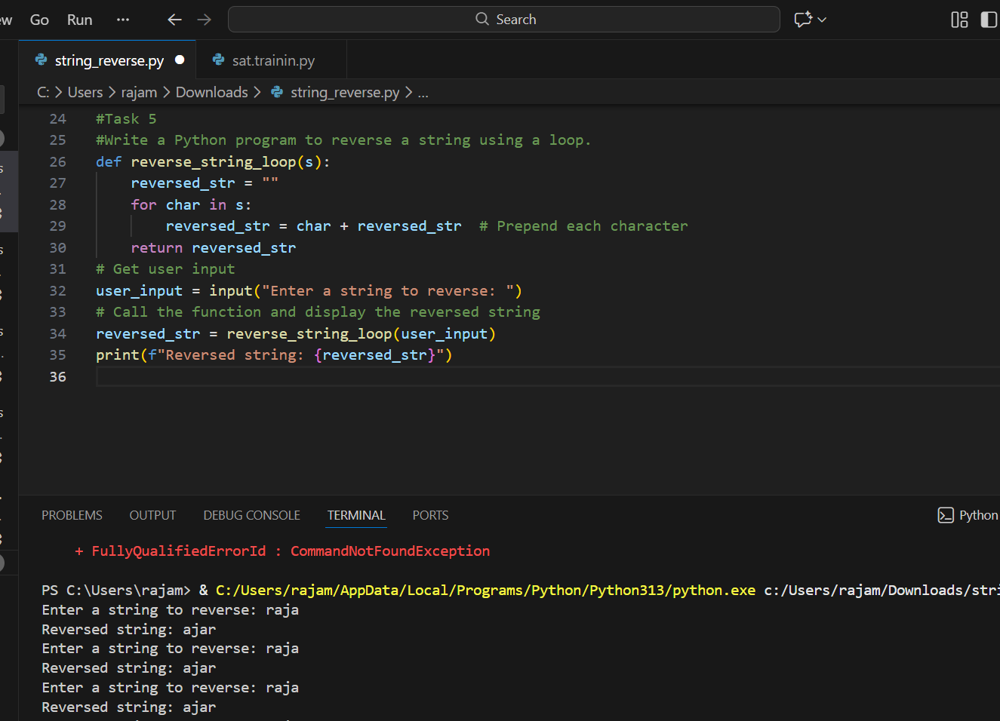 Go Run ... Search
string_reverse.py sat.trainin.py
C: > Users > rajam > Downloads > string_reverse.py > ...
24 #Task 5
25 #Write a Python program to reverse a string using a loop.
26 def reverse_string_loop(s):
27 reversed_str = ""
28 for char in s:
29 reversed_str = char + reversed_str # Prepend each character
30 return reversed_str
31 # Get user input
32 user_input = input("Enter a string to reverse: ")
33 # Call the function and display the reversed string
34 reversed_str = reverse_string_loop(user_input)
35 print(f"Reversed string: {reversed_str}")
36
PROBLEMS OUTPUT DEBUG CONSOLE TERMINAL PORTS Python
+ FullyQualifiedErrorId : CommandNotFoundException
PS C:\Users\rajam> & C:/Users/rajam/AppData/Local/Programs/Python/Python313/python.exe c:/Users/rajam/Downloads/stri
Enter a string to reverse: raja
Reversed string: ajar
Enter a string to reverse: raja
Reversed string: ajar
Enter a string to reverse: raja
Reversed string: ajar